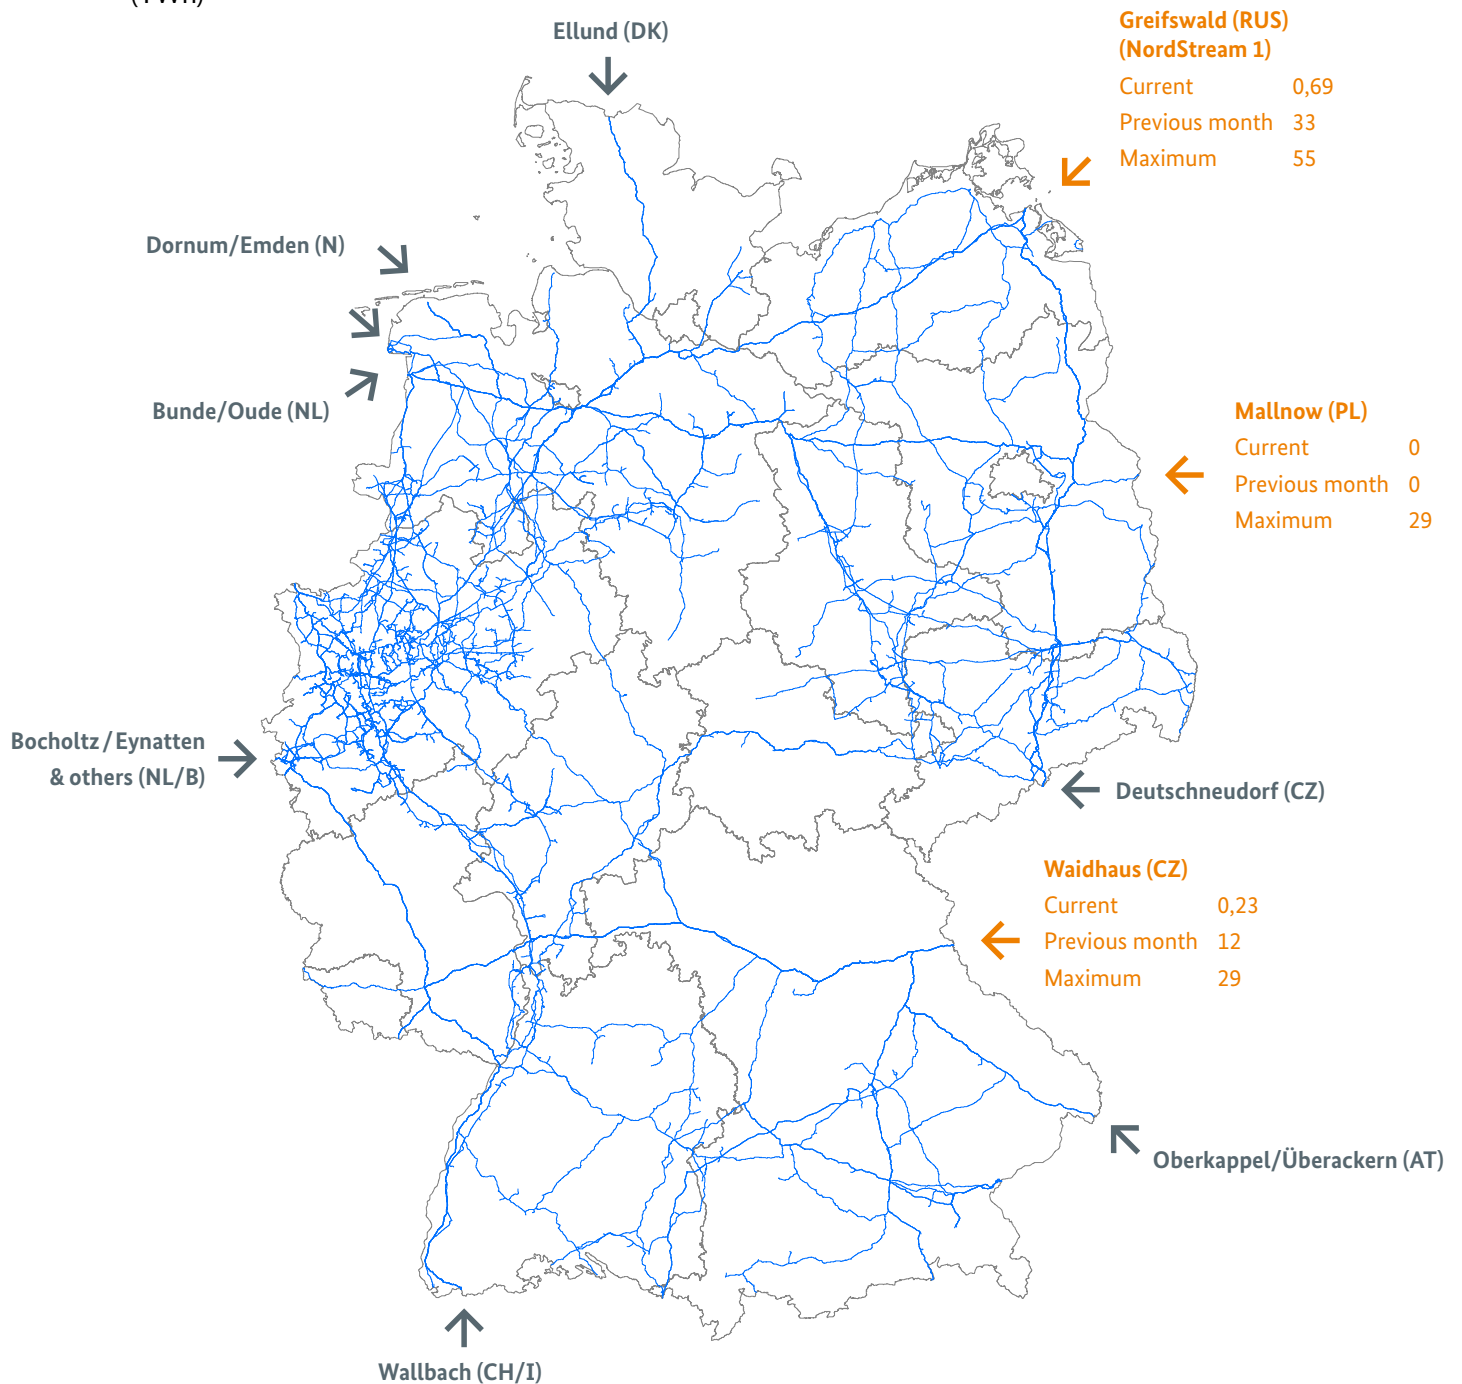 (TWh)
Ellund (DK)
Greifswald (RUS)
(NordStream 1)
Current 0,69
Previous month 33
Maximum 55
Dornum/Emden (N)
Bunde/Oude (NL)
Mallnow (PL)
Current 0
Previous month 0
Maximum 29
Bocholtz / Eynatten
& others (NL/B)
Deutschneudorf (CZ)
Waidhaus (CZ)
Current 0,23
Previous month 12
Maximum 29
Oberkappel/Überackern (AT)
Wallbach (CH/I)